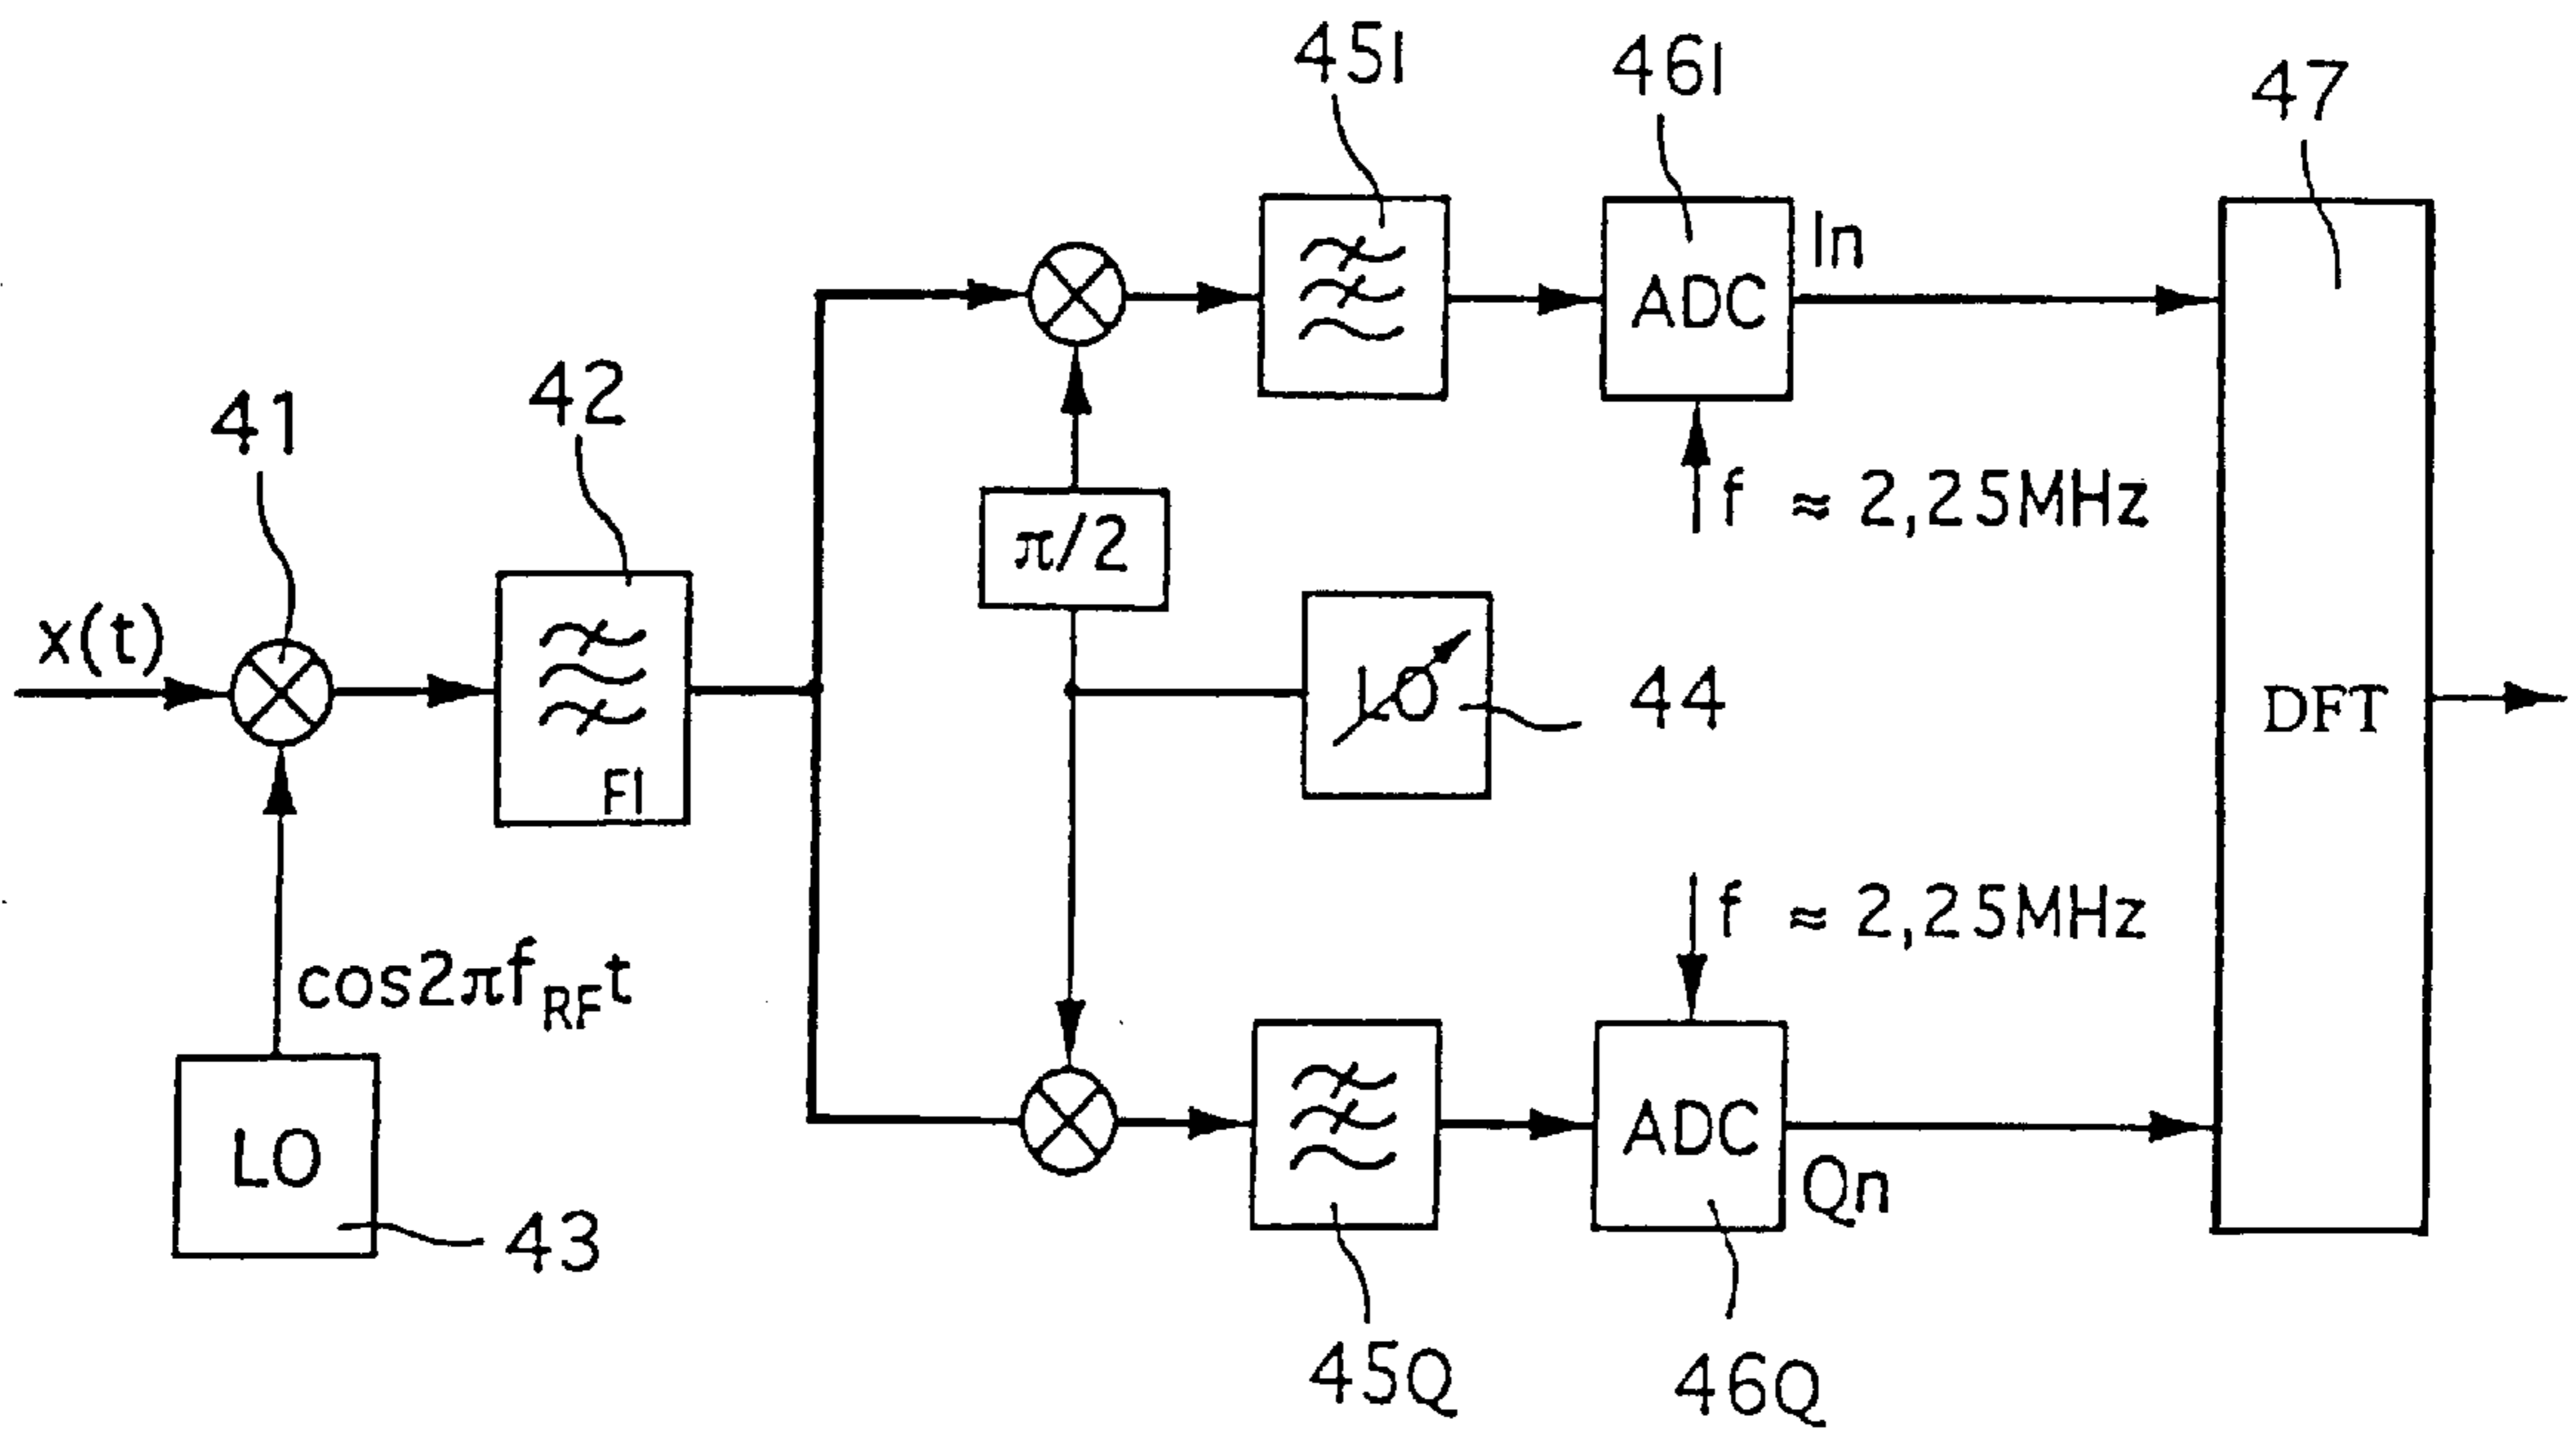 45I
46I
47
In
ADC
f ≈ 2,25MHz
π/2
42
41
x(t)
FI
LO
44
DFT
cos2πf_RF t
f ≈ 2,25MHz
LO
43
ADC
Qn
45Q
46Q